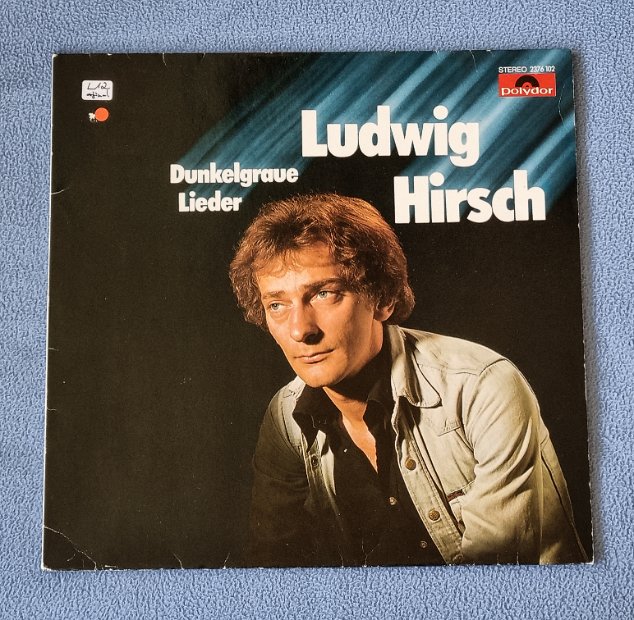 STEREO 2376 102
Polydor
Ludwig
Hirsch
Dunkelgraue
Lieder